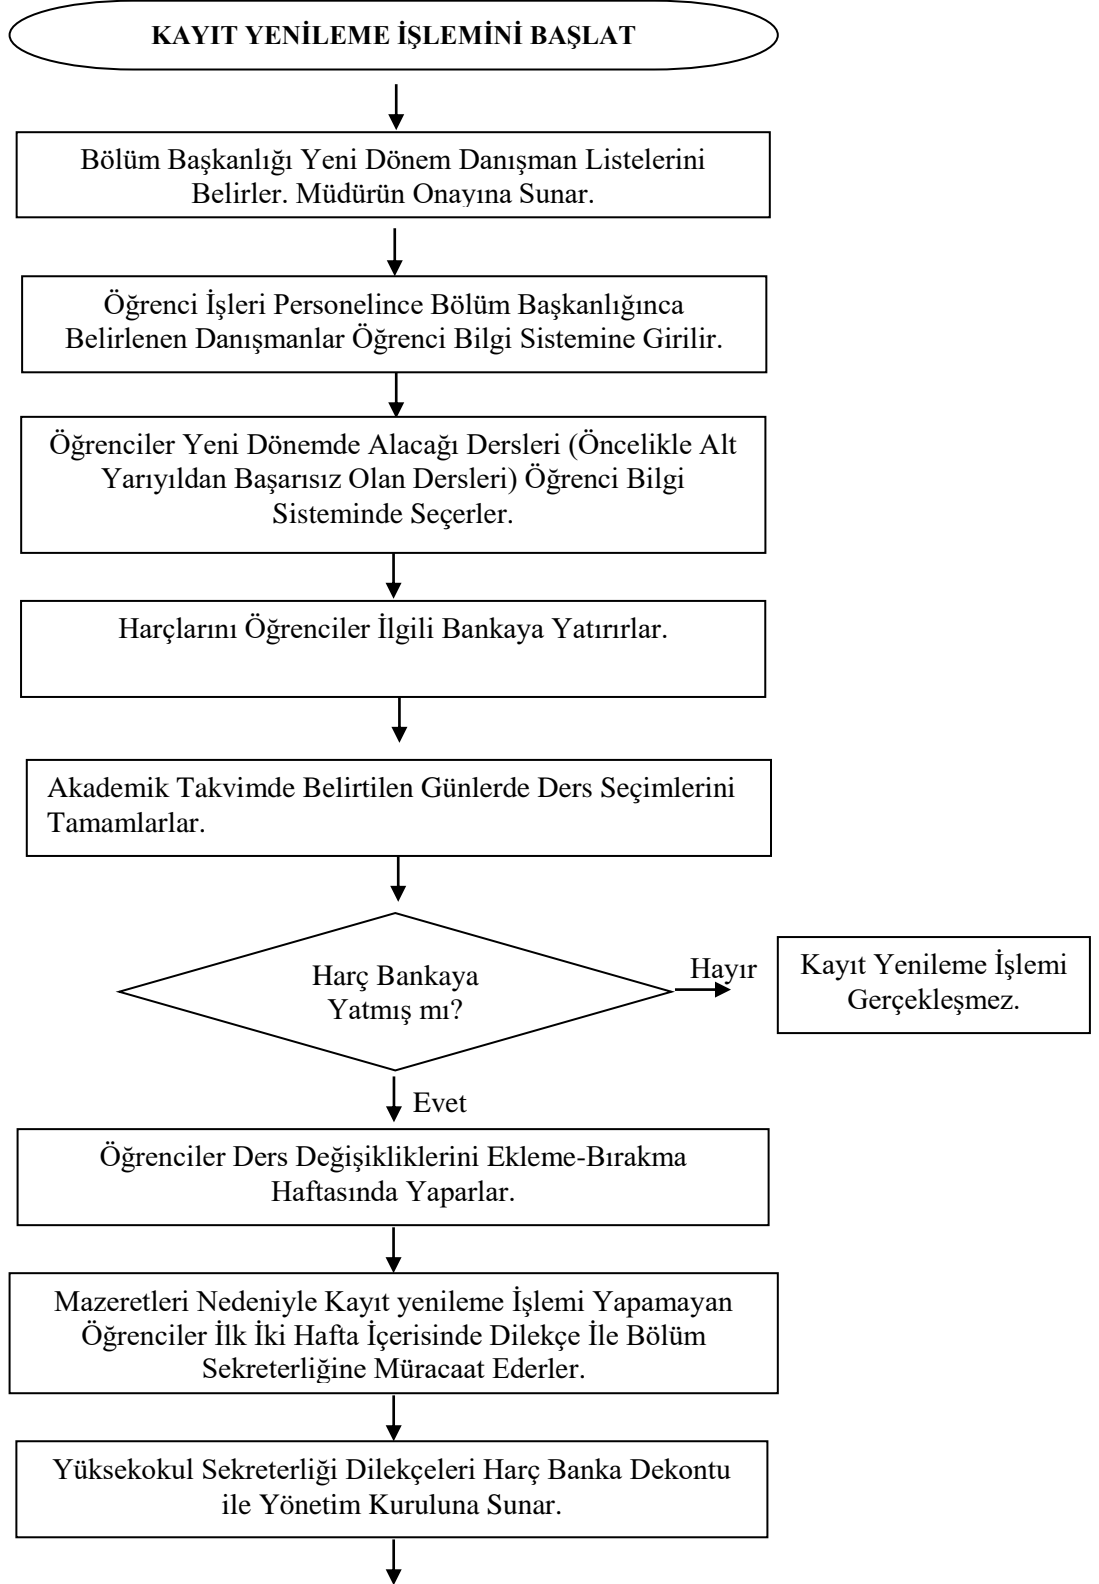 KAYIT YENİLEME İŞLEMİNİ BAŞLAT
Bölüm Başkanlığı Yeni Dönem Danışman Listelerini
Belirler. Müdürün Onayına Sunar.
Öğrenci İşleri Personelince Bölüm Başkanlığınca
Belirlenen Danışmanlar Öğrenci Bilgi Sistemine Girilir.
Öğrenciler Yeni Dönemde Alacağı Dersleri (Öncelikle Alt
Yarıyıldan Başarısız Olan Dersleri) Öğrenci Bilgi
Sisteminde Seçerler.
Harçlarını Öğrenciler İlgili Bankaya Yatırırlar.
Akademik Takvimde Belirtilen Günlerde Ders Seçimlerini
Tamamlarlar.
Harç Bankaya
Yatmış mı?
Hayır
Kayıt Yenileme İşlemi
Gerçekleşmez.
Evet
Öğrenciler Ders Değişikliklerini Ekleme-Bırakma
Haftasında Yaparlar.
Mazeretleri Nedeniyle Kayıt yenileme İşlemi Yapamayan
Öğrenciler İlk İki Hafta İçerisinde Dilekçe İle Bölüm
Sekreterliğine Müracaat Ederler.
Yüksekokul Sekreterliği Dilekçeleri Harç Banka Dekontu
ile Yönetim Kuruluna Sunar.